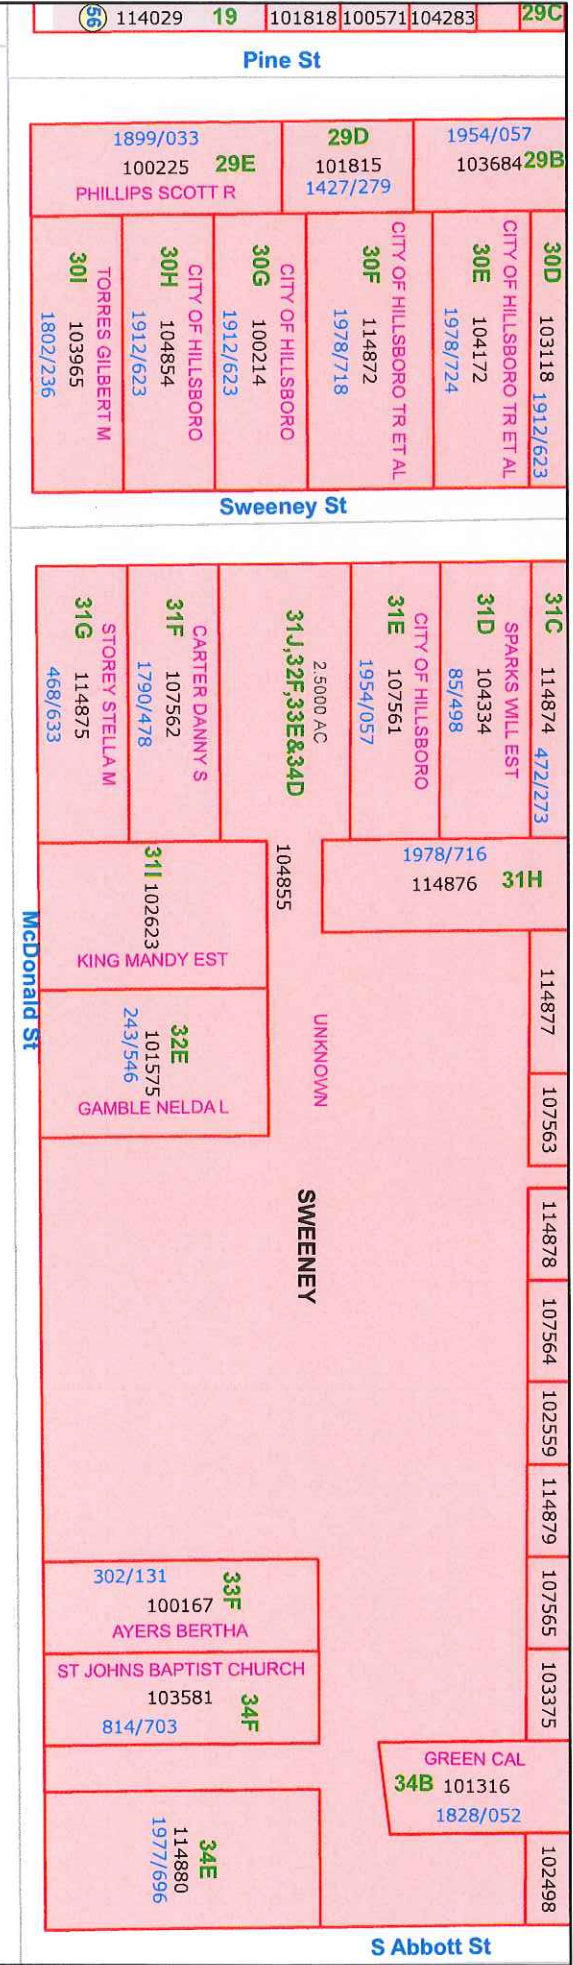 56 114029 19 101818 100571 104283 29C
Pine St
1899/033
100225 29E
PHILLIPS SCOTT R
29D
101815
1427/279
1954/057
103684 29B
TORRES GILBERT M
30I 103965
1802/236
CITY OF HILLSBORO
30H 104854
1912/623
CITY OF HILLSBORO
30G 100214
1912/623
CITY OF HILLSBORO TR ET AL
30F 114872
1978/718
CITY OF HILLSBORO TR ET AL
30E 104172
1978/724
30D 103118 1912/623
Sweeney St
STOREY STELLA M
31G 114875
468/633
CARTER DANNY S
31F 107562
1790/478
2.5000 AC
31J,32F,33E&34D
104855
UNKNOWN
CITY OF HILLSBORO
31E 107561
1954/057
SPARKS WILL EST
31D 104334
85/498
31C 114874 472/273
1978/716
114876 31H
31I 102623
KING MANDY EST
McDonald St
32E
101575
243/546
GAMBLE NELDA L
SWEENEY
114877
107563
114878
107564
102559
114879
107565
103375
302/131
33F
100167
AYERS BERTHA
ST JOHNS BAPTIST CHURCH
103581 34F
814/703
GREEN CAL
34B 101316
1828/052
34E
114880
1977/696
102498
S Abbott St